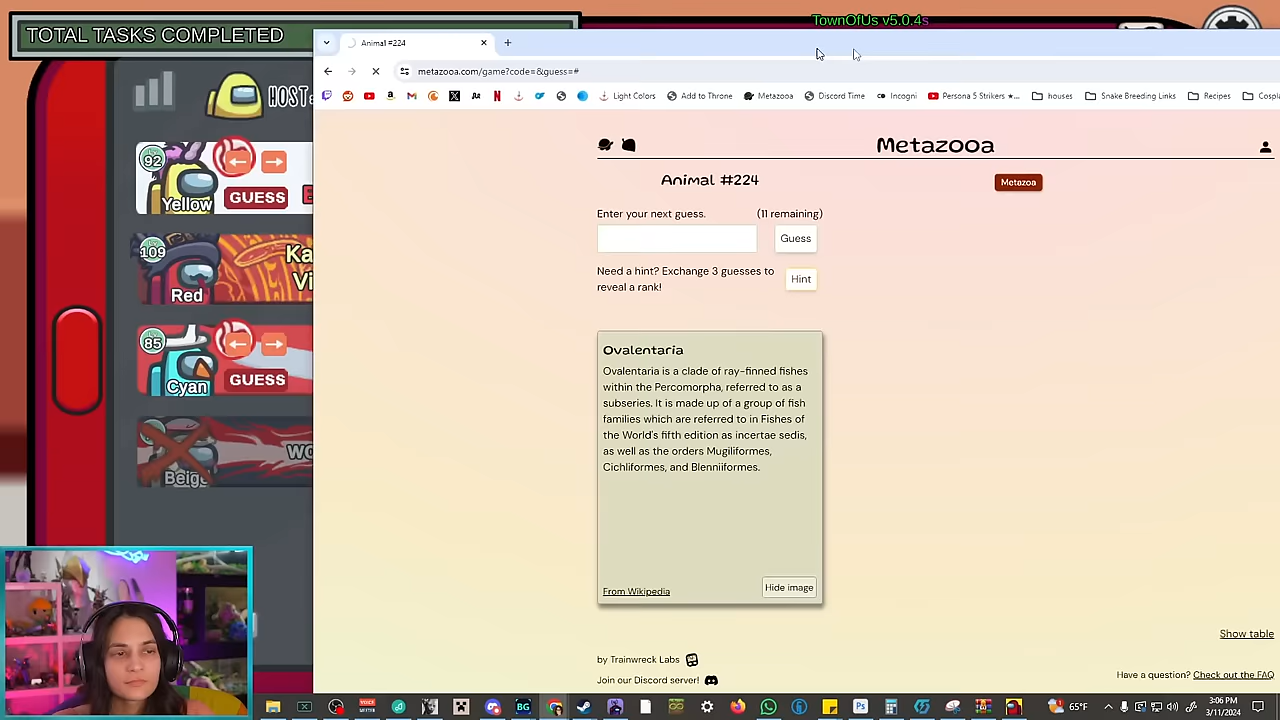 TOTAL TASKS COMPLETED
TownOfUs v5.0.4s
Animal #224
metazooa.com/game?code=&guess=#
Light Colors
Add to Throne
Metazooa
Discord Time
Incogni
Persona 5 Strikers ★...
houses
Snake Breeding Links
Recipes
Cospla
HOST:
92
Yellow
GUESS
109
Red
Ka
Vi
85
Cyan
GUESS
Beige
WO
Metazooa
Animal #224
Metazoa
Enter your next guess.
(11 remaining)
Guess
Need a hint? Exchange 3 guesses to
reveal a rank!
Hint
Ovalentaria
Ovalentaria is a clade of ray-finned fishes
within the Percomorpha, referred to as a
subseries. It is made up of a group of fish
families which are referred to in Fishes of
the World's fifth edition as incertae sedis,
as well as the orders Mugiliformes,
Cichliformes, and Blenniiformes.
From Wikipedia
Hide image
Show table
by Trainwreck Labs
Join our Discord server!
Have a question? Check out the FAQ
65°F
3:06 PM
3/11/2024